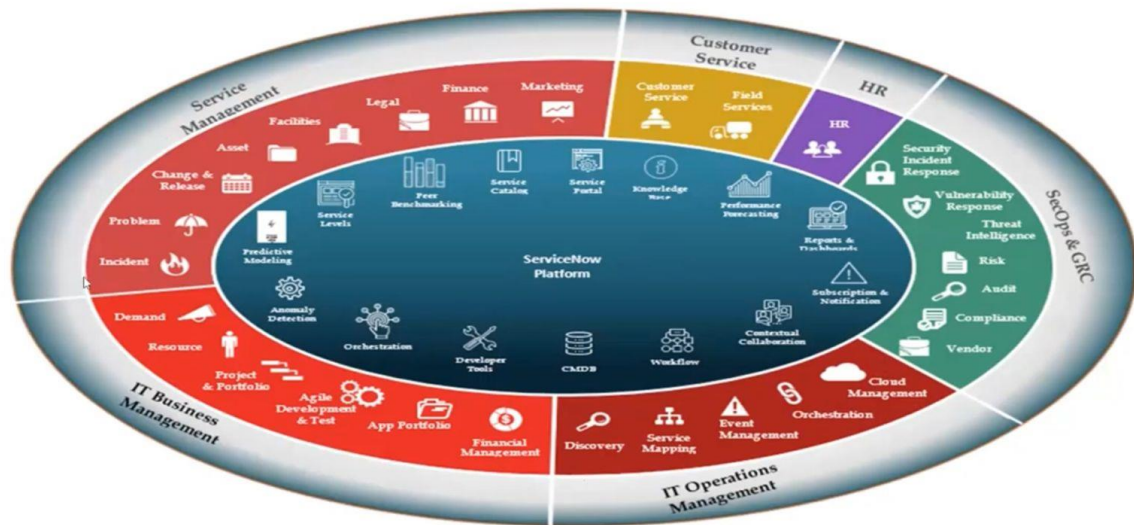 Service
Management
Customer
Service
HR
SecOps & GRC
IT Operations
Management
IT Business
Management
Incident
Problem
Change &
Release
Asset
Facilities
Legal
Finance
Marketing
Customer
Service
Field
Services
HR
Security
Incident
Response
Vulnerability
Response
Threat
Intelligence
Risk
Audit
Compliance
Vendor
Cloud
Management
Orchestration
Event
Management
Service
Mapping
Discovery
Financial
Management
App Portfolio
Agile
Development
& Test
Project
& Portfolio
Resource
Demand
Predictive
Modeling
Service
Levels
Peer
Benchmarking
Service
Catalog
Service
Portal
Knowledge
Base
Performance
Forecasting
Reports &
Dashboards
Subscription &
Notification
Contextual
Collaboration
Workflow
CMDB
Developer
Tools
Orchestration
Anomaly
Detection
ServiceNow
Platform